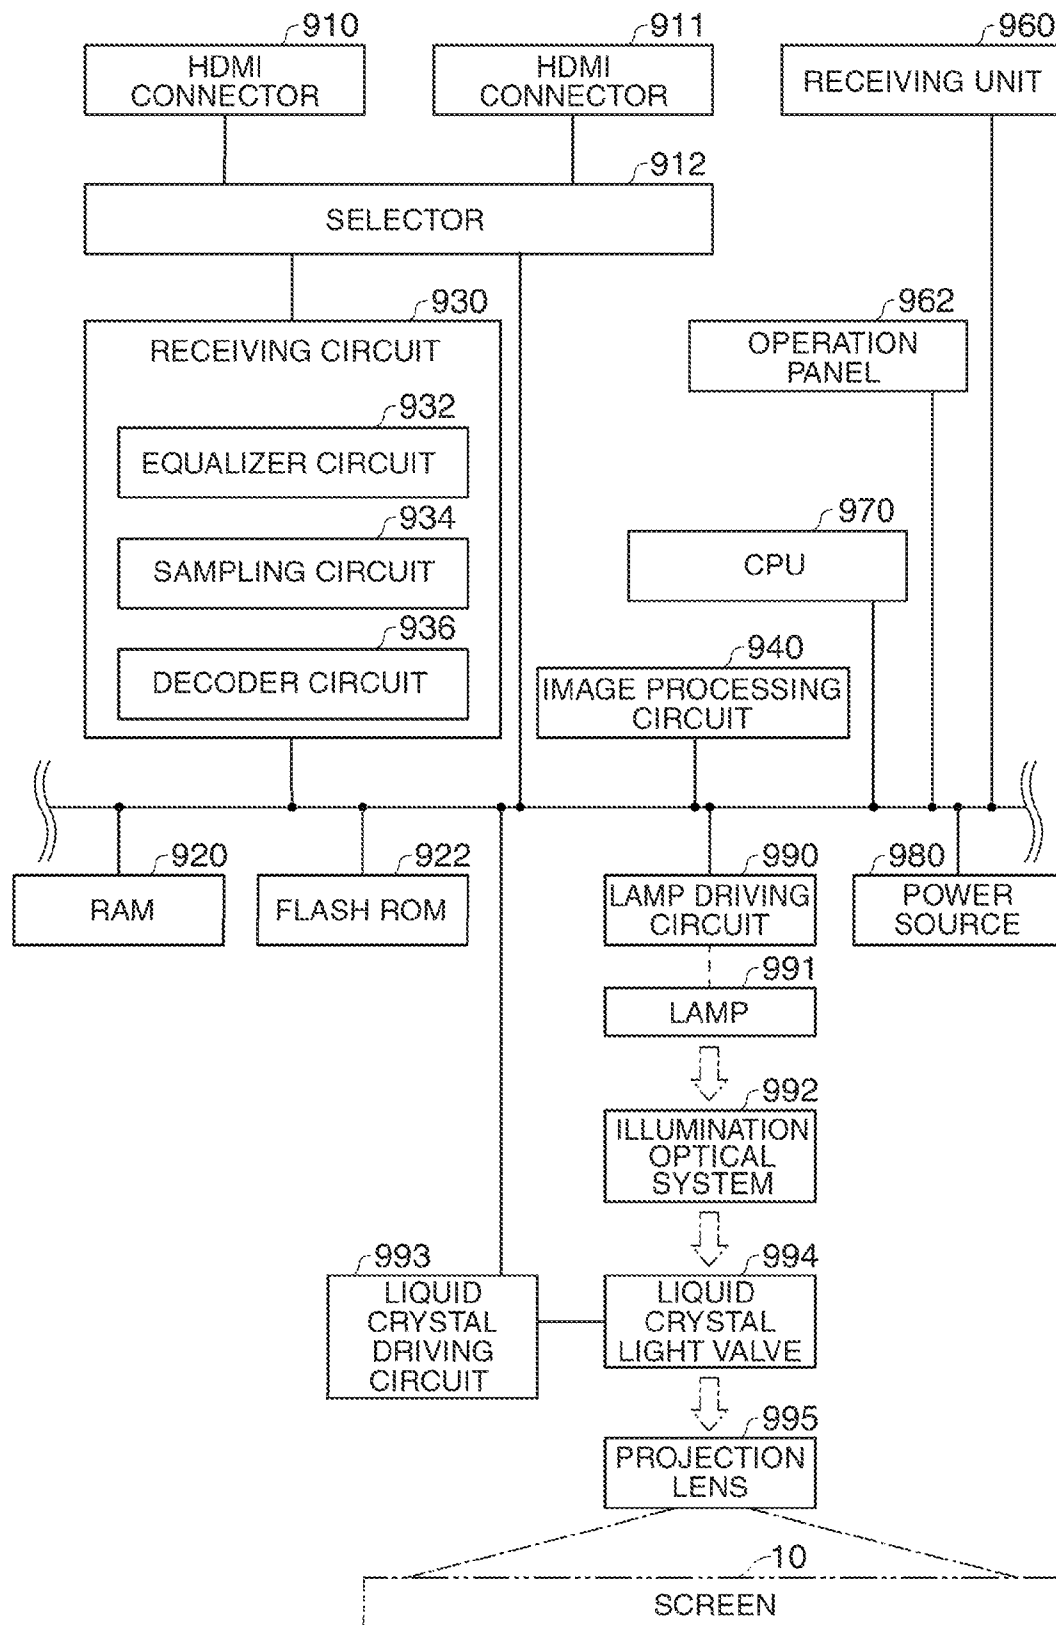 910
HDMI
CONNECTOR
911
HDMI
CONNECTOR
960
RECEIVING UNIT
912
SELECTOR
930
RECEIVING CIRCUIT
962
OPERATION
PANEL
932
EQUALIZER CIRCUIT
934
SAMPLING CIRCUIT
970
CPU
936
DECODER CIRCUIT
940
IMAGE PROCESSING
CIRCUIT
920
RAM
922
FLASH ROM
990
LAMP DRIVING
CIRCUIT
980
POWER
SOURCE
991
LAMP
992
ILLUMINATION
OPTICAL
SYSTEM
993
LIQUID
CRYSTAL
DRIVING
CIRCUIT
994
LIQUID
CRYSTAL
LIGHT VALVE
995
PROJECTION
LENS
10
SCREEN